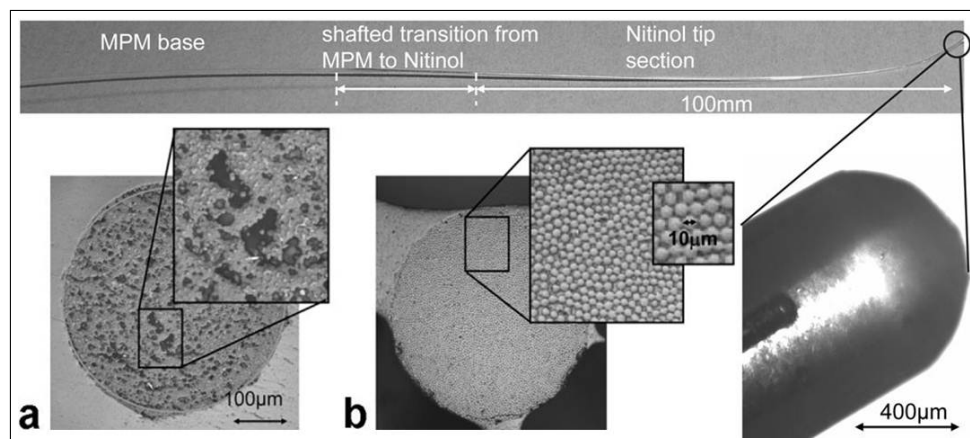 MPM base
shafted transition from
MPM to Nitinol
Nitinol tip
section
100mm
10µm
a
100µm
b
400µm